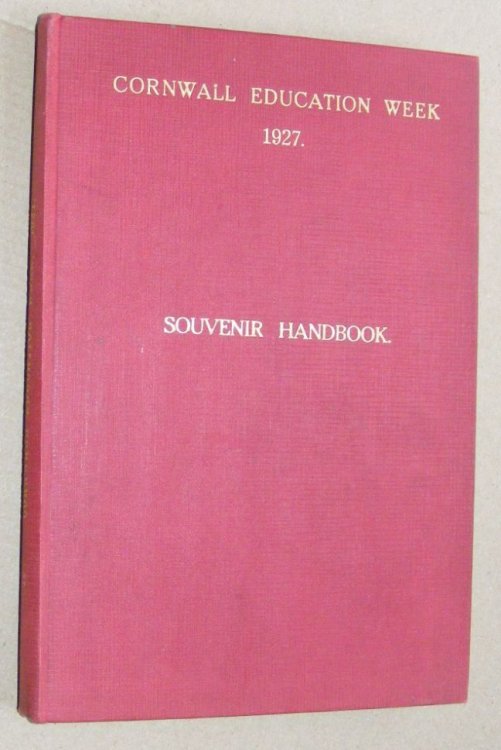 CORNWALL EDUCATION WEEK
1927.
SOUVENIR HANDBOOK.